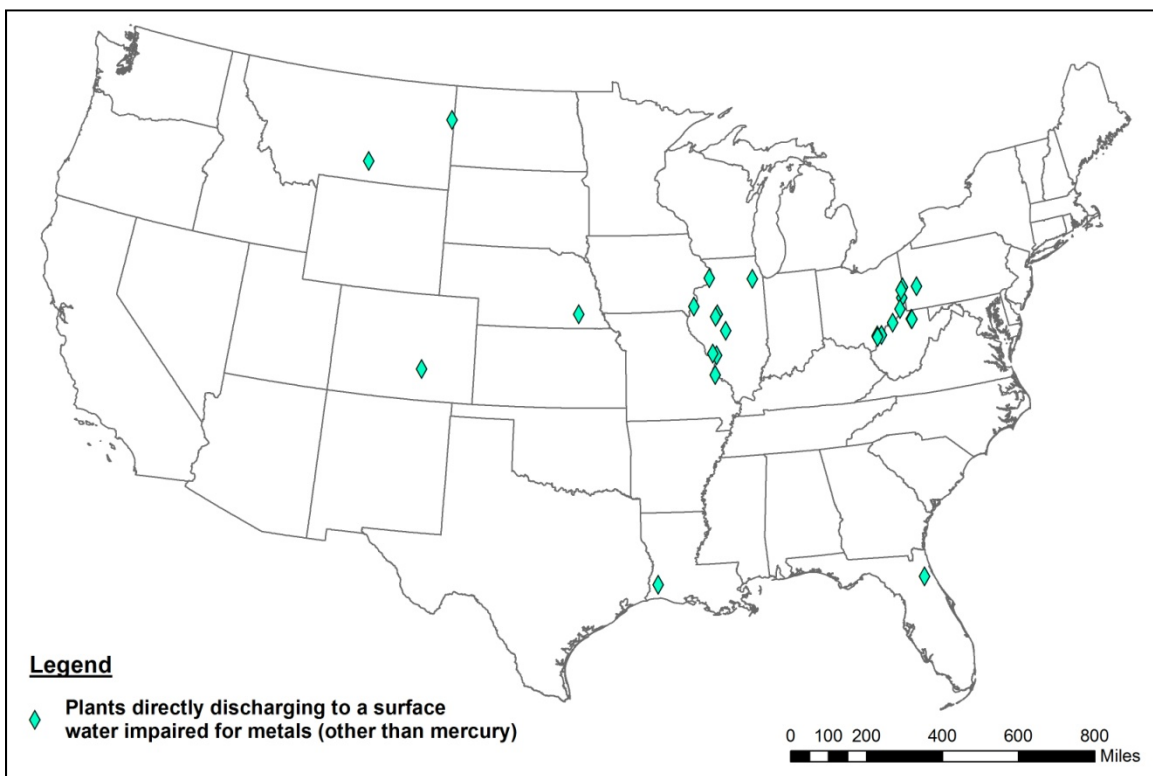 Legend
Plants directly discharging to a surface
water impaired for metals (other than mercury)
0 100 200 400 600 800
Miles